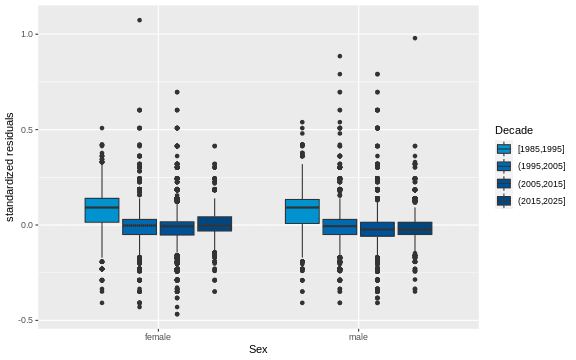 1.0
0.5
0.0
-0.5
standardized residuals
female
male
Sex
Decade
[1985,1995]
(1995,2005]
(2005,2015]
(2015,2025]